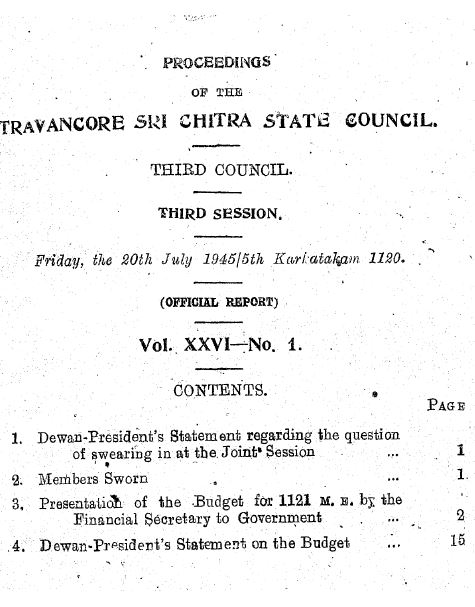 PROCEEDINGS
OF THE
TRAVANCORE SRI CHITRA STATE COUNCIL.
THIRD COUNCIL.
THIRD SESSION.
Friday, the 20th July 1945/5th Karkatakam 1120.
(OFFICIAL REPORT)
Vol. XXVI—No. 1.
CONTENTS.
PAGE
1. Dewan-President's Statement regarding the question
of swearing in at the Joint Session ... 1
2. Members Sworn ... 1
3. Presentation of the Budget for 1121 M. E. by the
Financial Secretary to Government ... 2
4. Dewan-President's Statement on the Budget ... 15